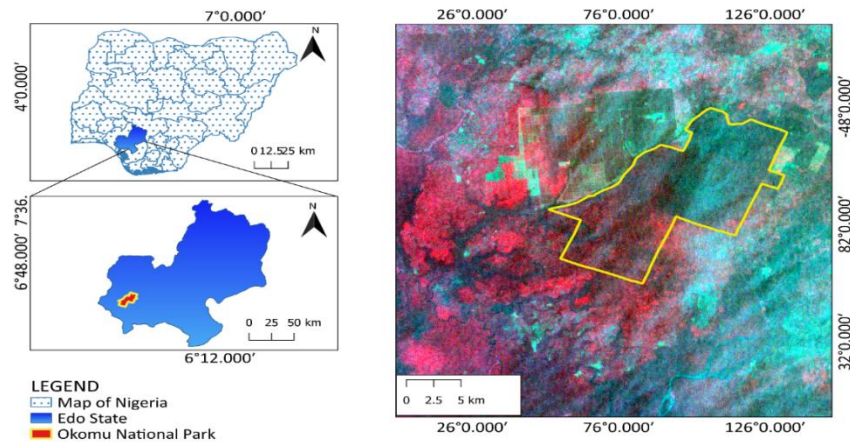 7°0.000’
4°0.000’
0 12.5 25 km
7°36.
6°48.000’
0 25 50 km
6°12.000’
LEGEND
Map of Nigeria
Edo State
Okomu National Park
26°0.000’ 76°0.000’ 126°0.000’
-48°0.000’
82°0.000’
32°0.000’
0 2.5 5 km
26°0.000’ 76°0.000’ 126°0.000’